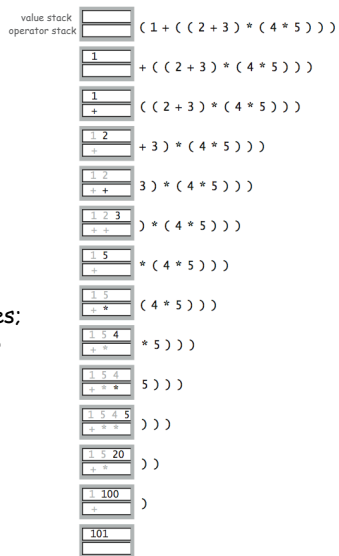 value stack
operator stack
( 1 + ( ( 2 + 3 ) * ( 4 * 5 ) ) )
1
+ ( ( 2 + 3 ) * ( 4 * 5 ) ) )
1
+
( ( 2 + 3 ) * ( 4 * 5 ) ) )
1 2
+
+ 3 ) * ( 4 * 5 ) ) )
1 2
+ +
3 ) * ( 4 * 5 ) ) )
1 2 3
+ +
) * ( 4 * 5 ) ) )
1 5
+
* ( 4 * 5 ) ) )
es;
1 5
+ *
( 4 * 5 ) ) )
1 5 4
+ *
* 5 ) ) )
1 5 4
+ * *
5 ) ) )
1 5 4 5
+ * *
) ) )
1 5 20
+ *
) )
1 100
+
)
101